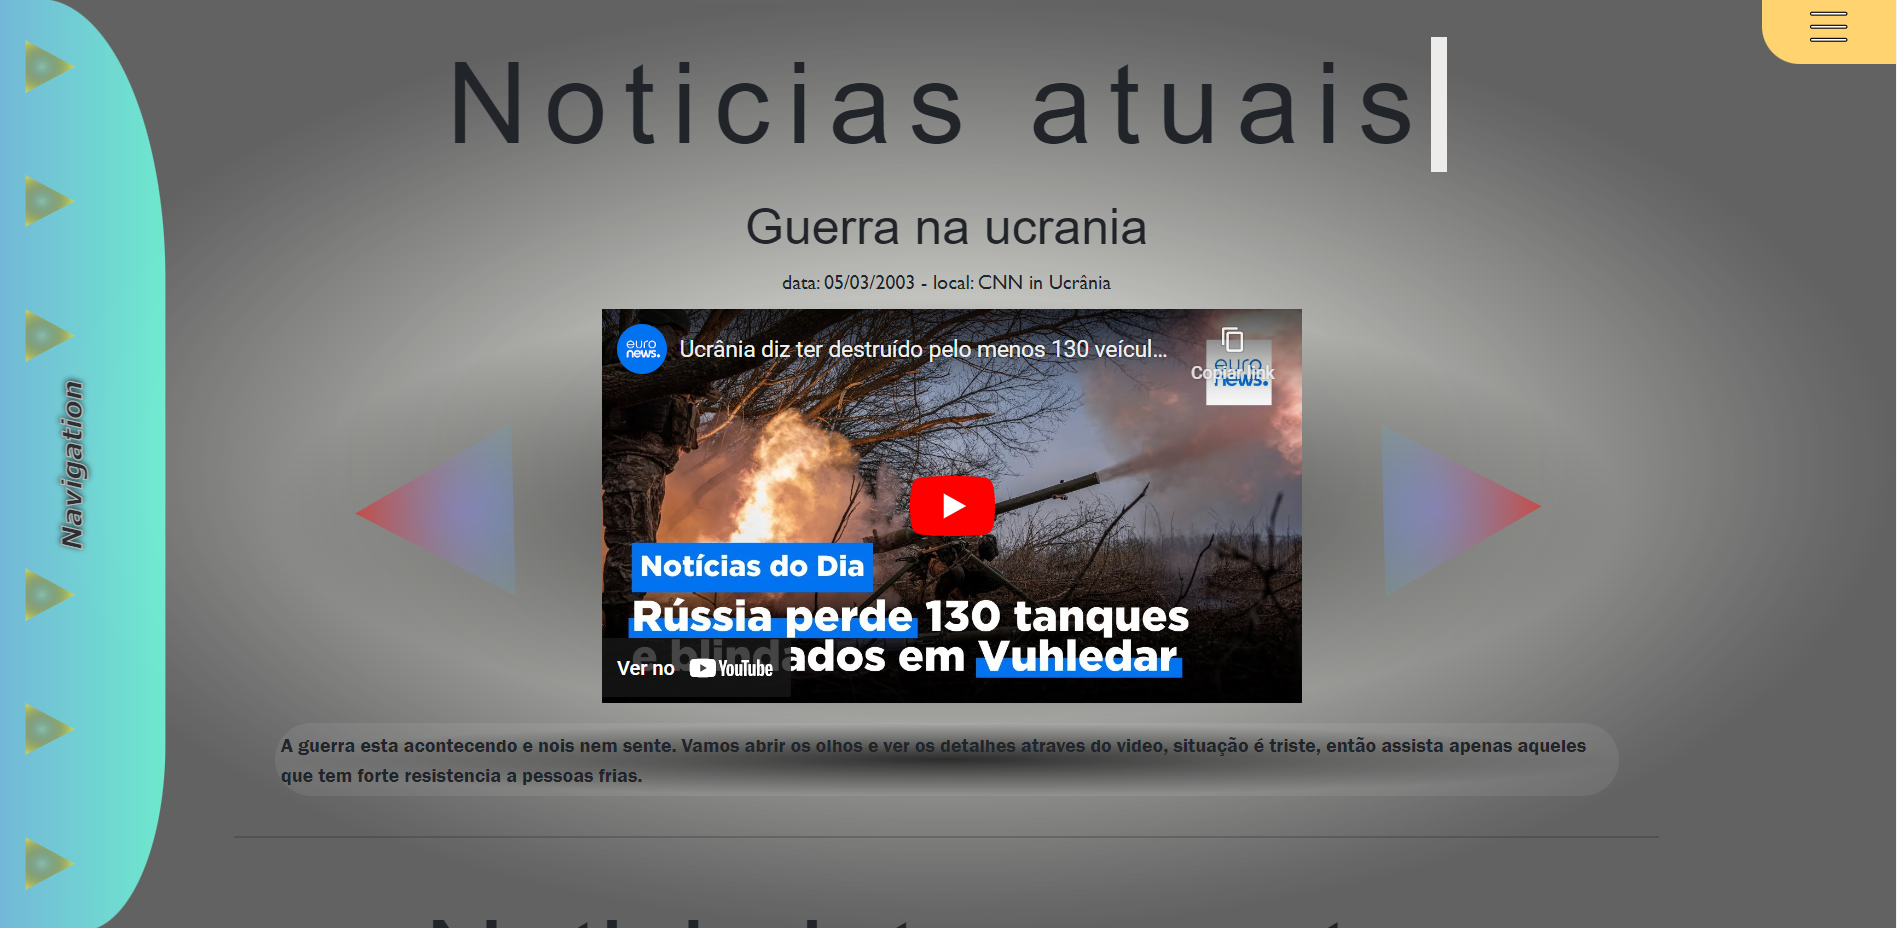 Noticias atuais
Guerra na ucrania
data: 05/03/2003 - local: CNN in Ucrânia
euro
news.
Ucrânia diz ter destruído pelo menos 130 veícul...
euro
news.
Copiar link
Navigation
Notícias do Dia
Rússia perde 130 tanques
e blindados em Vuhledar
Ver no YouTube
A guerra esta acontecendo e nois nem sente. Vamos abrir os olhos e ver os detalhes atraves do video, situação é triste, então assista apenas aqueles
que tem forte resistencia a pessoas frias.